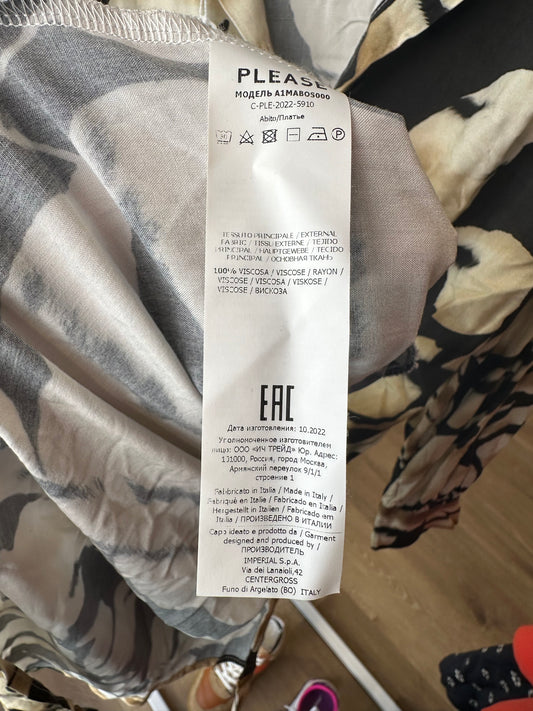 PLEASE
МОДЕЛЬ A1MABOS000
C-PLE-2022-5910
Abito/Платье
TESSUTO PRINCIPALE / EXTERNAL
FABRIC / TISSU EXTERNE / TEJIDO
PRINCIPAL / HAUPTGEWEBE / TECIDO
PRINCIPAL / ОСНОВНАЯ ТКАНЬ
100% VISCOSA / VISCOSE / RAYON /
VISCOSE / VISCOSA / VISKOSE /
VISCOSE / ВИСКОЗА
EAC
Дата изготовления: 10.2022
Уполномоченное изготовителем
лицо: ООО «ИЧ ТРЕЙД» Юр. Адрес:
101000, Россия, город Москва,
Армянский переулок 9/1/1
строение 1
Fabbricato in Italia / Made in Italy /
Fabriqué en Italie / Fabricado en Italia /
Hergestellt in Italien / Fabricado em
Itália / ПРОИЗВЕДЕНО В ИТАЛИИ
Capo ideato e prodotto da / Garment
designed and produced by /
ПРОИЗВОДИТЕЛЬ
IMPERIAL S.p.A.
Via dei Lanaioli,42
CENTERGROSS
Funo di Argelato (BO) ITALY